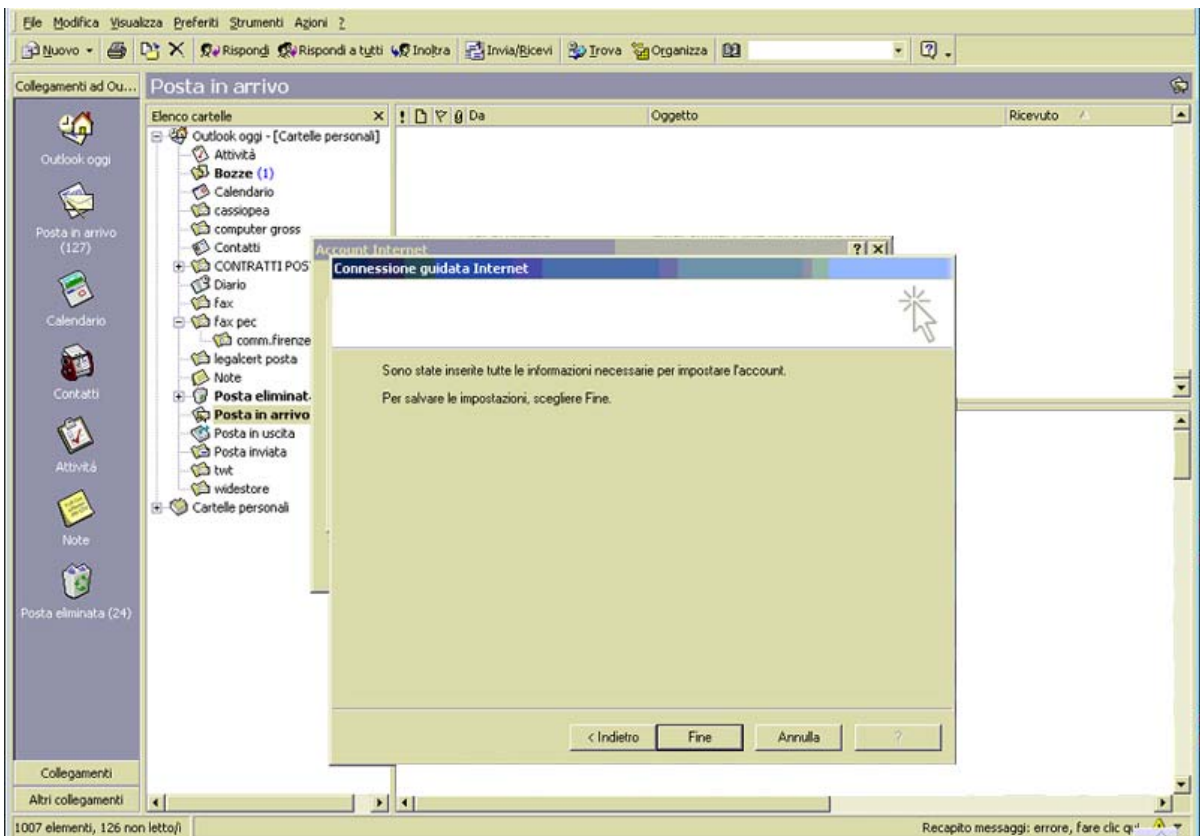 File Modifica Visualizza Preferiti Strumenti Azioni ?
Nuovo Rispondi Rispondi a tutti Inoltra Invia/Ricevi Trova Organizza
Collegamenti ad Ou... Posta in arrivo
Elenco cartelle Da Oggetto Ricevuto
Outlook oggi
Posta in arrivo
(127)
Calendario
Contatti
Attività
Note
Posta eliminata (24)
Collegamenti
Altri collegamenti
Outlook oggi - [Cartelle personali]
Attività
Bozze (1)
Calendario
cassiopea
computer gross
Contatti
CONTRATTI POS
Diario
fax
fax pec
comm.firenze
legalcert posta
Note
Posta eliminat
Posta in arrivo
Posta in uscita
Posta inviata
twt
widestore
Cartelle personali
Account Internet
Connessione guidata Internet
Sono state inserite tutte le informazioni necessarie per impostare l'account.
Per salvare le impostazioni, scegliere Fine.
< Indietro Fine Annulla ?
1007 elementi, 126 non letto/i
Recapito messaggi: errore, fare clic qui